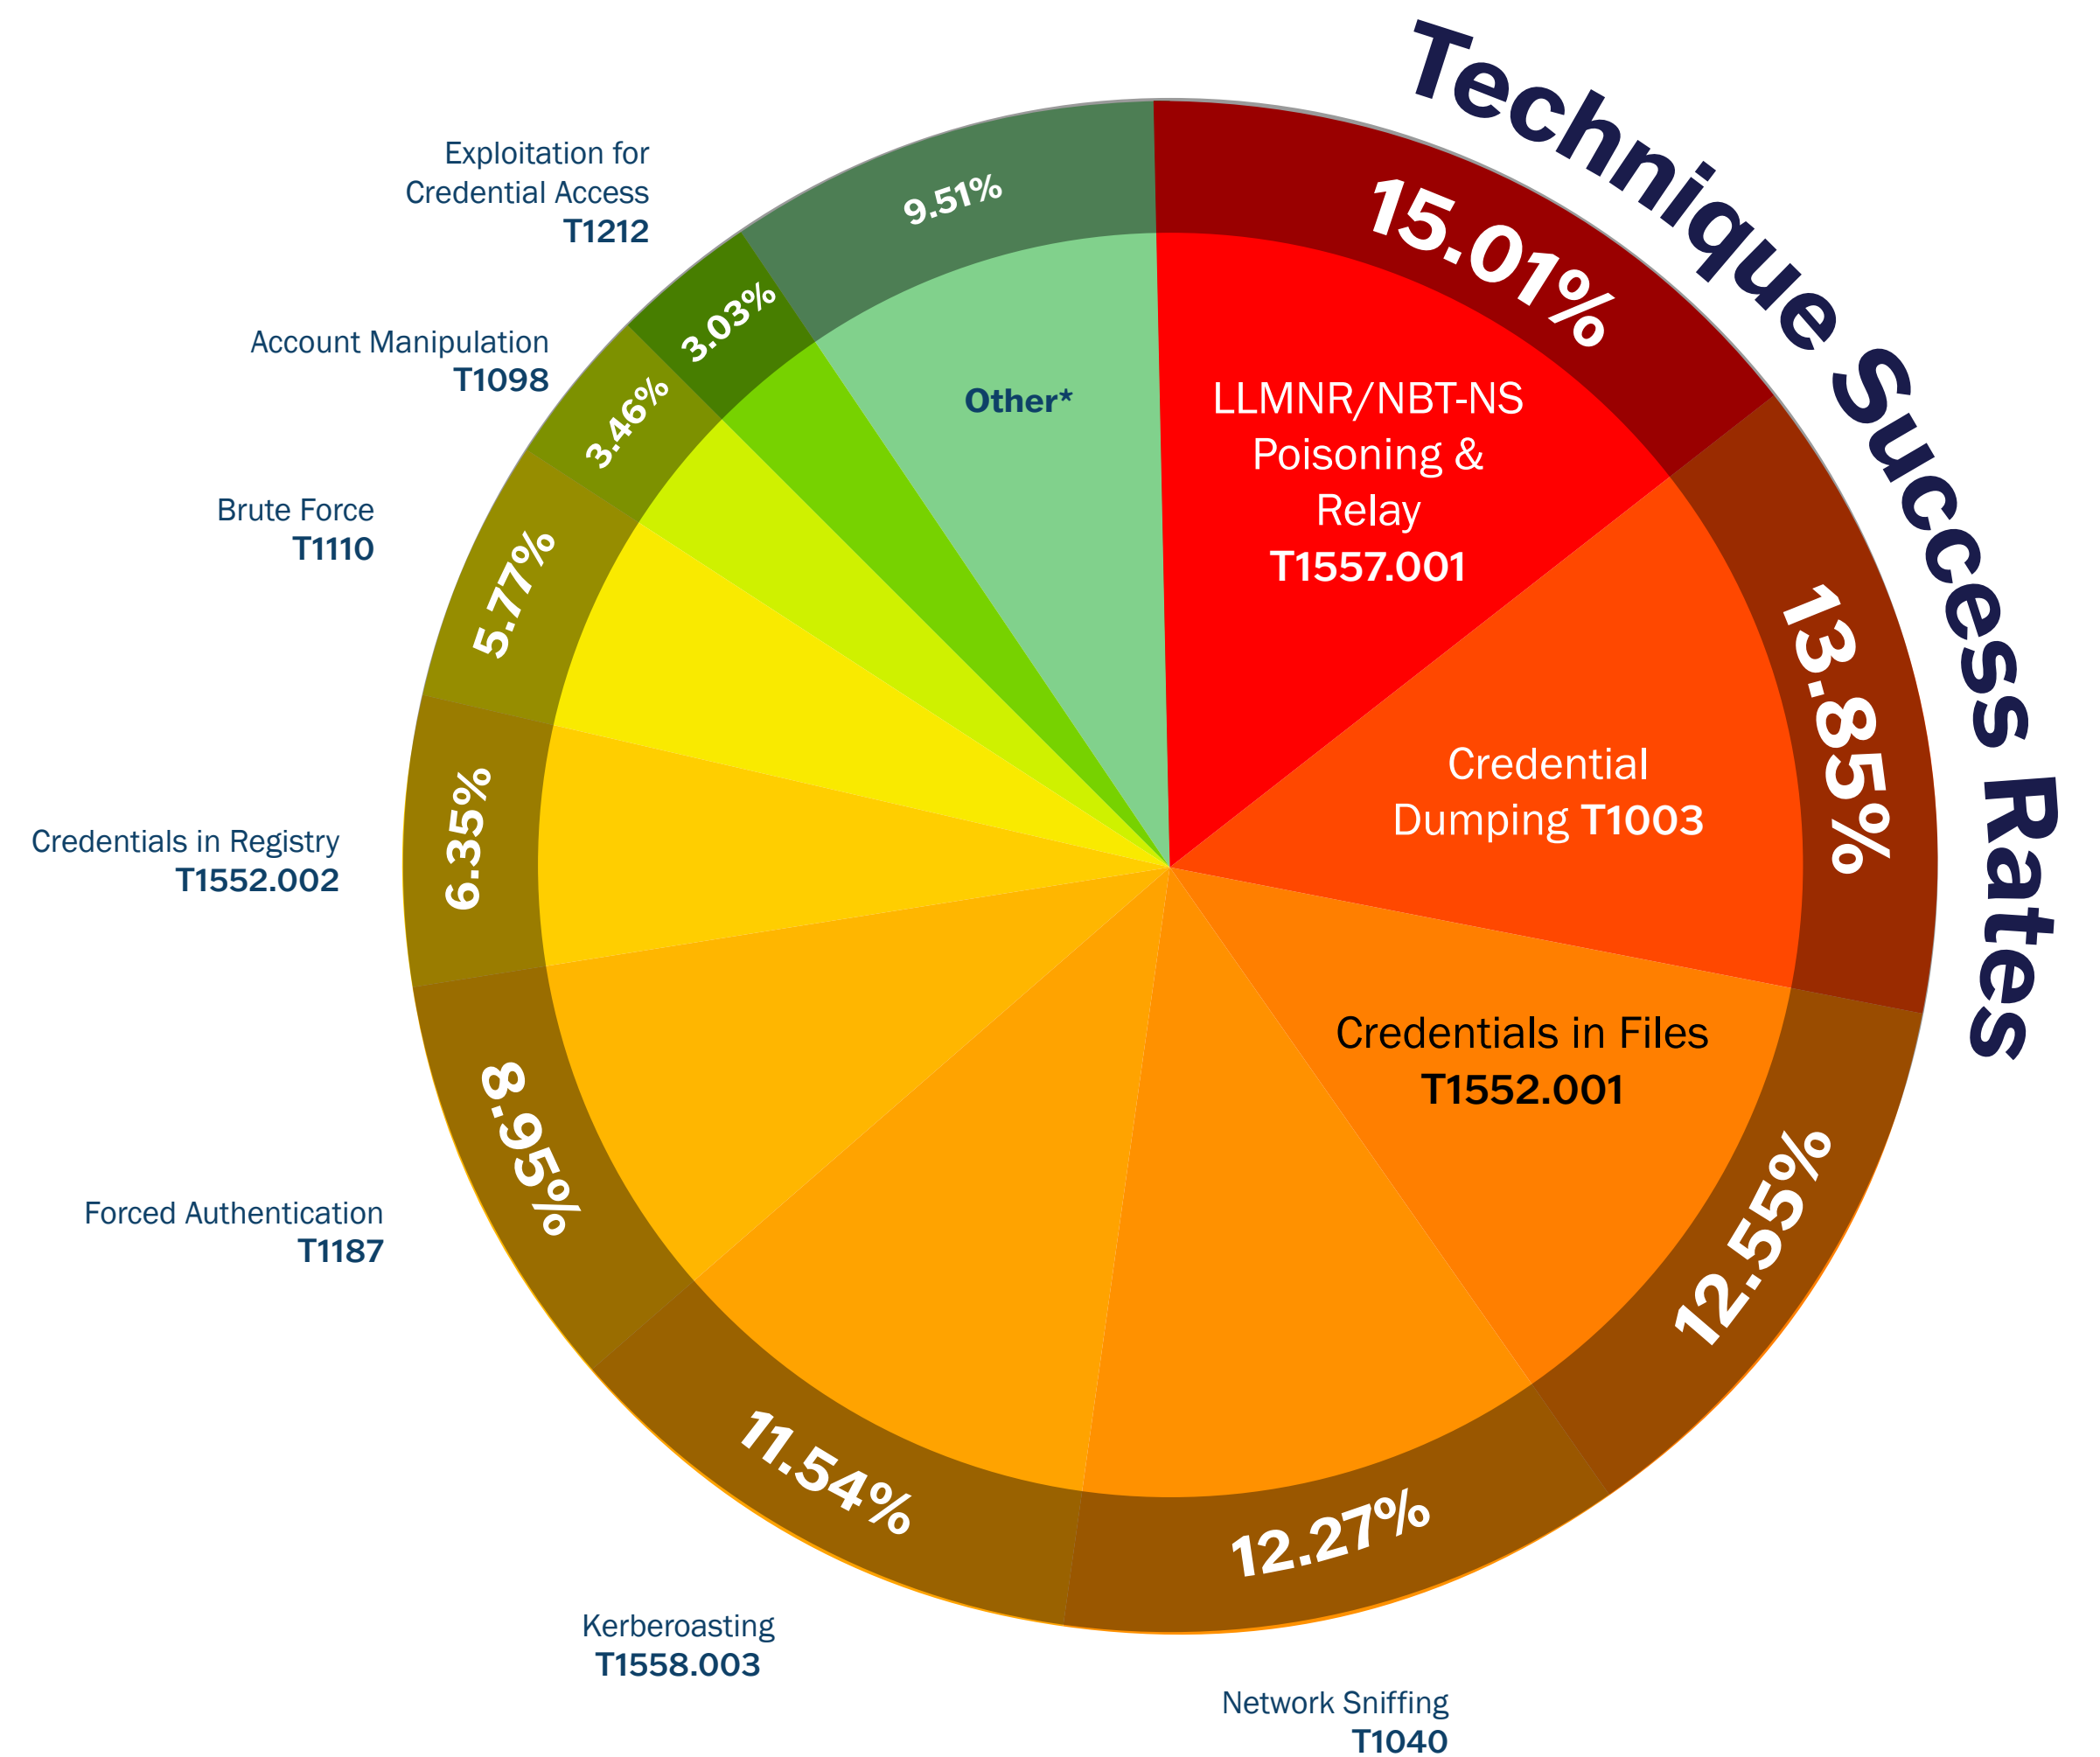 Technique Success Rates
15.01%
LLMNR/NBT-NS
Poisoning &
Relay
T1557.001
13.85%
Credential
Dumping T1003
12.55%
Credentials in Files
T1552.001
12.27%
Network Sniffing
T1040
11.54%
Kerberoasting
T1558.003
8.95%
Forced Authentication
T1187
6.35%
Credentials in Registry
T1552.002
5.77%
Brute Force
T1110
3.46%
Account Manipulation
T1098
3.03%
Exploitation for
Credential Access
T1212
9.51%
Other*